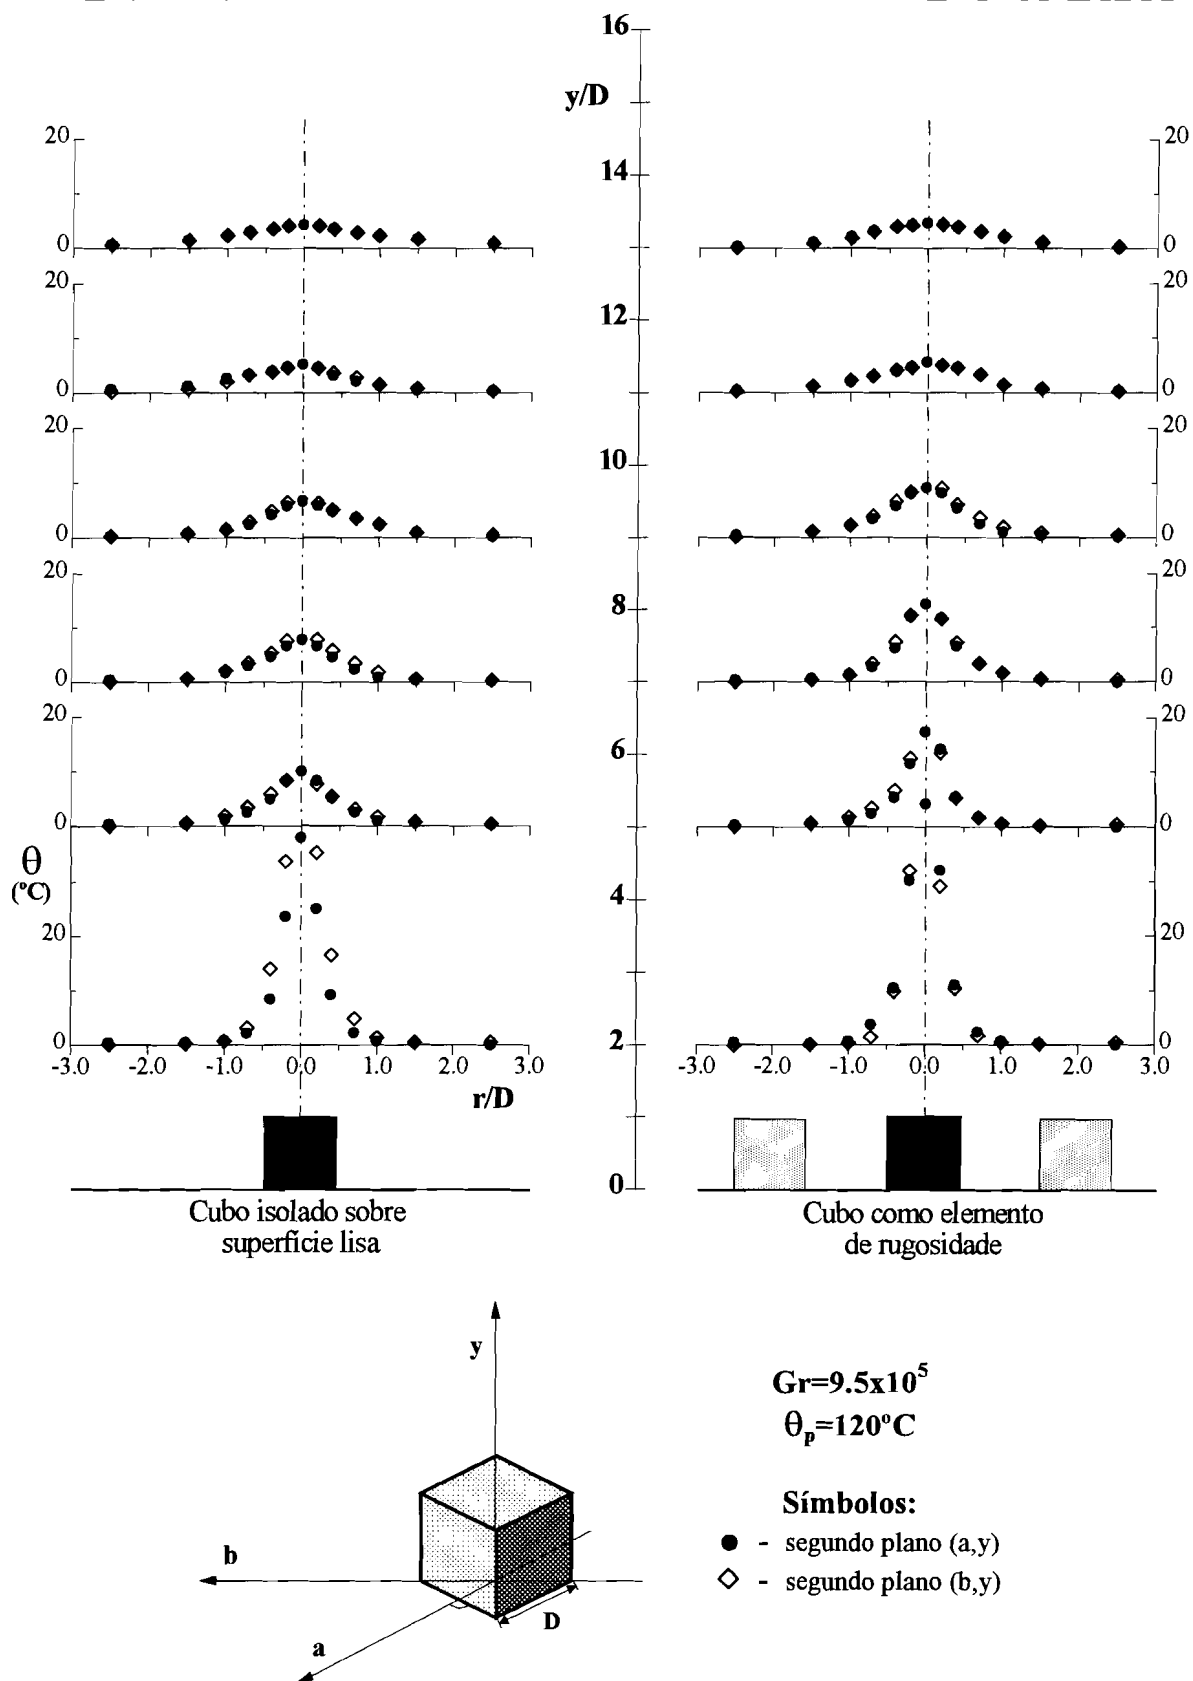 16
y/D
20
20
14
0
0
20
20
12
0
0
20
20
10
0
0
20
20
8
0
0
20
20
6
0
0
θ
(ºC)
4
20
20
0
2
0
-3.0 -2.0 -1.0 0.0 1.0 2.0 3.0
-3.0 -2.0 -1.0 0.0 1.0 2.0 3.0
r/D
0
Cubo isolado sobre
superfície lisa
Cubo como elemento
de rugosidade
y
b
a
D
Gr=9.5x10⁵
θp=120ºC
Símbolos:
● - segundo plano (a,y)
◇ - segundo plano (b,y)